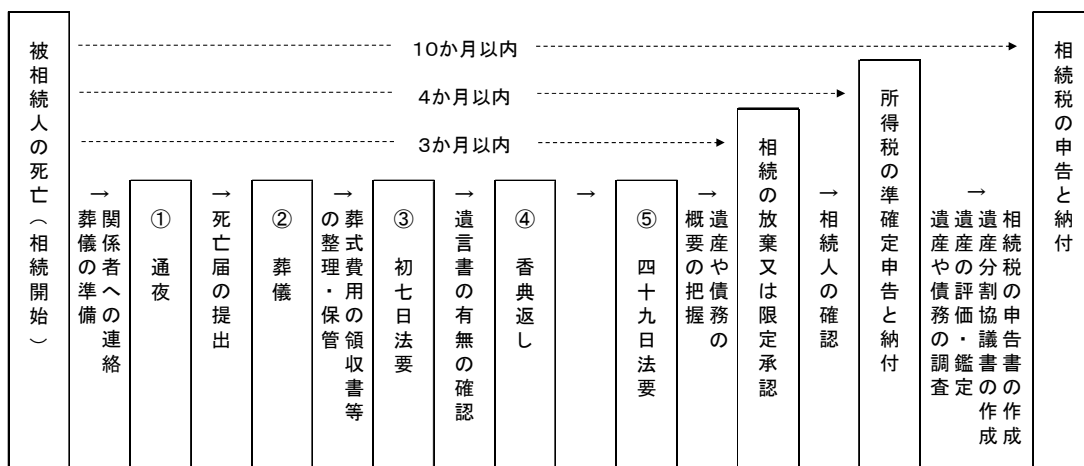 被相続人の死亡（相続開始）
10か月以内
4か月以内
3か月以内
→
関係者への連絡
葬儀の準備
①
通夜
→
死亡届の提出
②
葬儀
→
葬式費用の領収書等
の整理・保管
③
初七日法要
→
遺言書の有無の確認
④
香典返し
→
⑤
四十九日法要
→
遺産や債務の
概要の把握
相続の放棄又は限定承認
→
相続人の確認
所得税の準確定申告と納付
→
相続税の申告書の作成
遺産分割協議書の作成
遺産の評価・鑑定
遺産や債務の調査
相続税の申告と納付